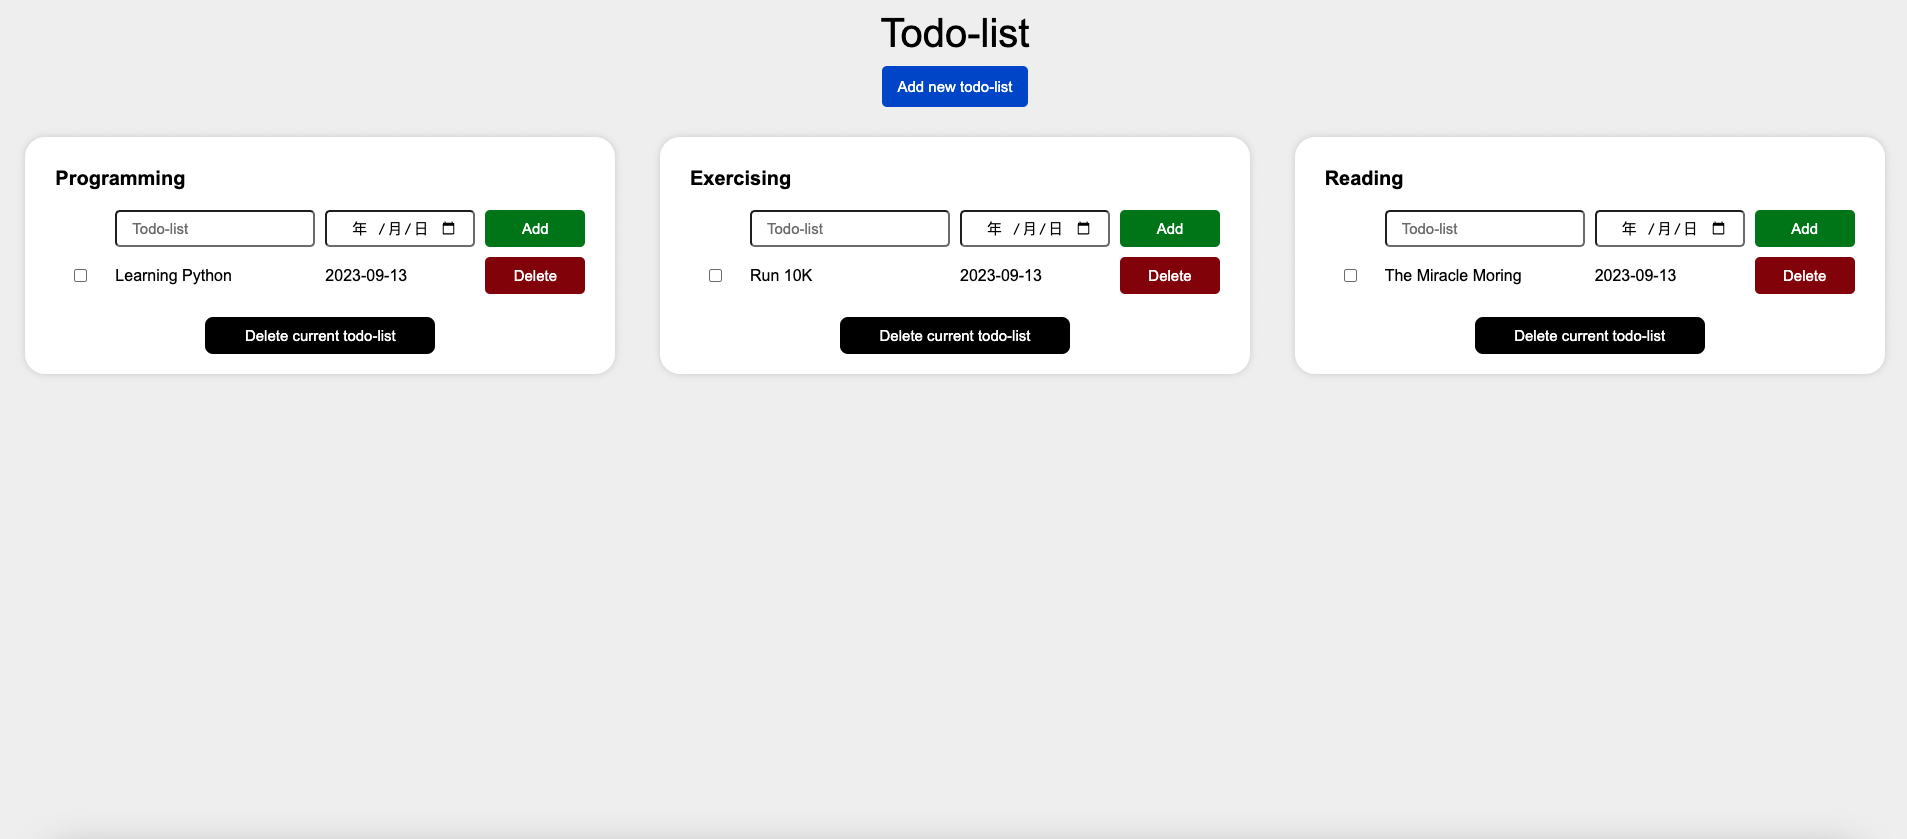 Todo-list
Add new todo-list
Programming
Todo-list 年 /月/日 Add
Learning Python 2023-09-13 Delete
Delete current todo-list
Exercising
Todo-list 年 /月/日 Add
Run 10K 2023-09-13 Delete
Delete current todo-list
Reading
Todo-list 年 /月/日 Add
The Miracle Moring 2023-09-13 Delete
Delete current todo-list